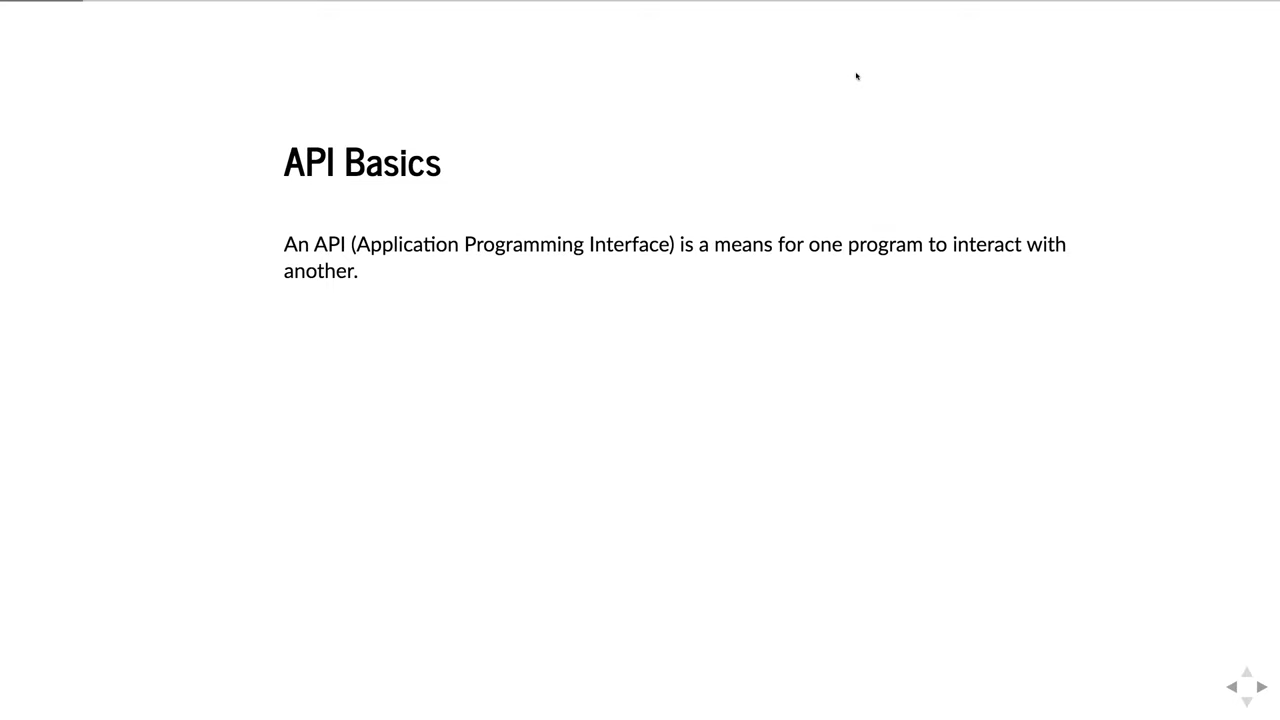 API Basics
An API (Application Programming Interface) is a means for one program to interact with
another.